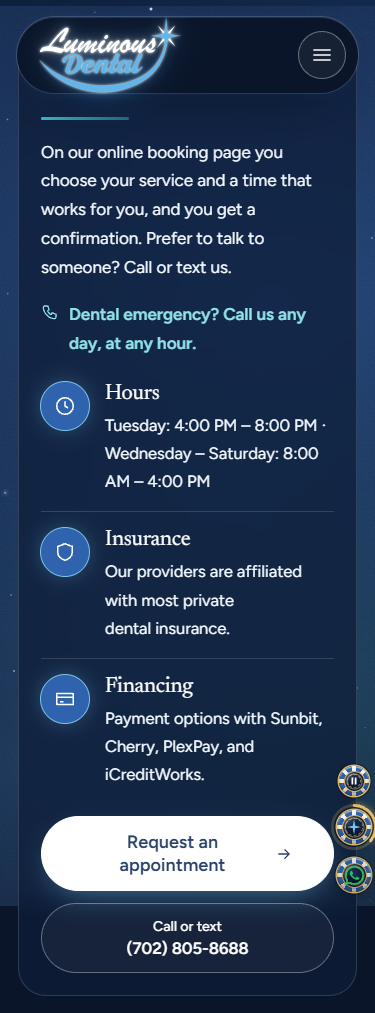 Luminous
Dental
On our online booking page you
choose your service and a time that
works for you, and you get a
confirmation. Prefer to talk to
someone? Call or text us.
Dental emergency? Call us any
day, at any hour.
Hours
Tuesday: 4:00 PM – 8:00 PM ·
Wednesday – Saturday: 8:00
AM – 4:00 PM
Insurance
Our providers are affiliated
with most private
dental insurance.
Financing
Payment options with Sunbit,
Cherry, PlexPay, and
iCreditWorks.
Request an
appointment
Call or text
(702) 805-8688